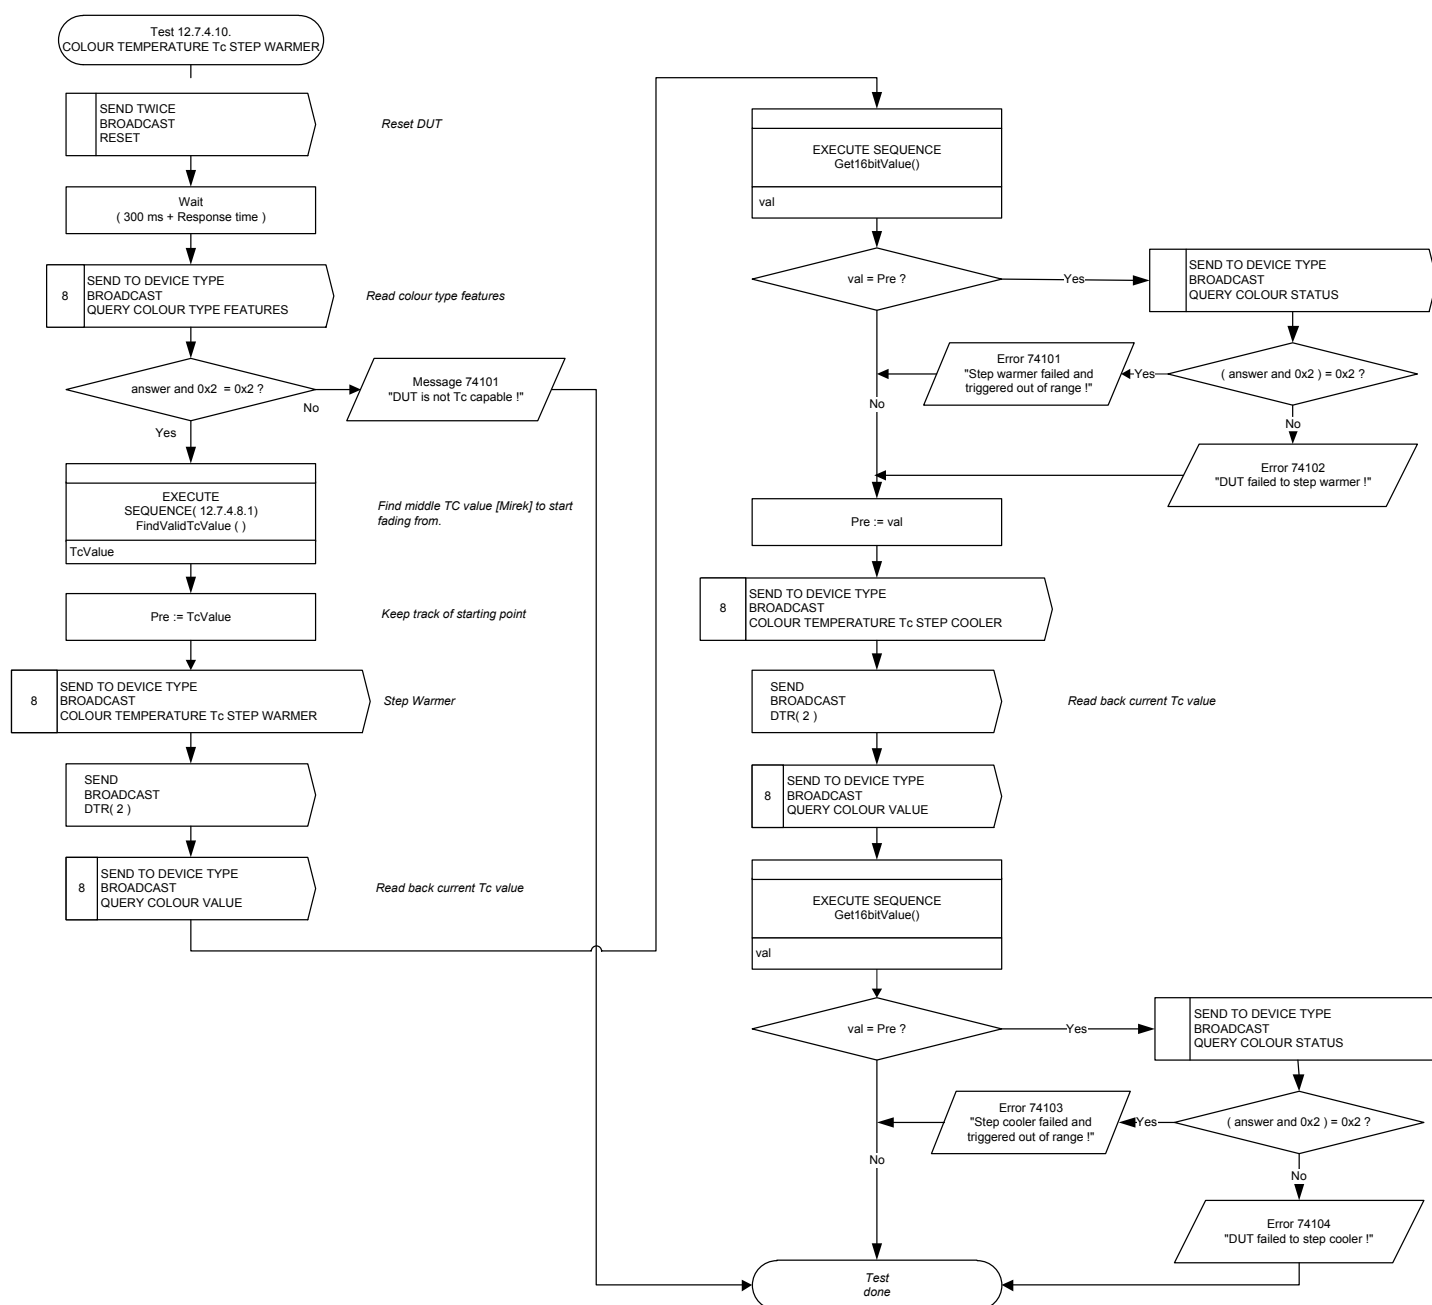 Test 12.7.4.10.
COLOUR TEMPERATURE Tc STEP WARMER
SEND TWICE
BROADCAST
RESET
Reset DUT
Wait
( 300 ms + Response time )
8
SEND TO DEVICE TYPE
BROADCAST
QUERY COLOUR TYPE FEATURES
Read colour type features
answer and 0x2 = 0x2 ?
No
Message 74101
"DUT is not Tc capable !"
Yes
EXECUTE
SEQUENCE( 12.7.4.8.1)
FindValidTcValue ( )
TcValue
Find middle TC value [Mirek] to start
fading from.
Pre := TcValue
Keep track of starting point
8
SEND TO DEVICE TYPE
BROADCAST
COLOUR TEMPERATURE Tc STEP WARMER
Step Warmer
SEND
BROADCAST
DTR( 2 )
8
SEND TO DEVICE TYPE
BROADCAST
QUERY COLOUR VALUE
Read back current Tc value
EXECUTE SEQUENCE
Get16bitValue()
val
val = Pre ?
Yes
SEND TO DEVICE TYPE
BROADCAST
QUERY COLOUR STATUS
( answer and 0x2 ) = 0x2 ?
Yes
Error 74101
"Step warmer failed and
triggered out of range !"
No
No
Error 74102
"DUT failed to step warmer !"
Pre := val
8
SEND TO DEVICE TYPE
BROADCAST
COLOUR TEMPERATURE Tc STEP COOLER
SEND
BROADCAST
DTR( 2 )
Read back current Tc value
8
SEND TO DEVICE TYPE
BROADCAST
QUERY COLOUR VALUE
EXECUTE SEQUENCE
Get16bitValue()
val
val = Pre ?
Yes
SEND TO DEVICE TYPE
BROADCAST
QUERY COLOUR STATUS
( answer and 0x2 ) = 0x2 ?
Yes
Error 74103
"Step cooler failed and
triggered out of range !"
No
No
Error 74104
"DUT failed to step cooler !"
Test
done